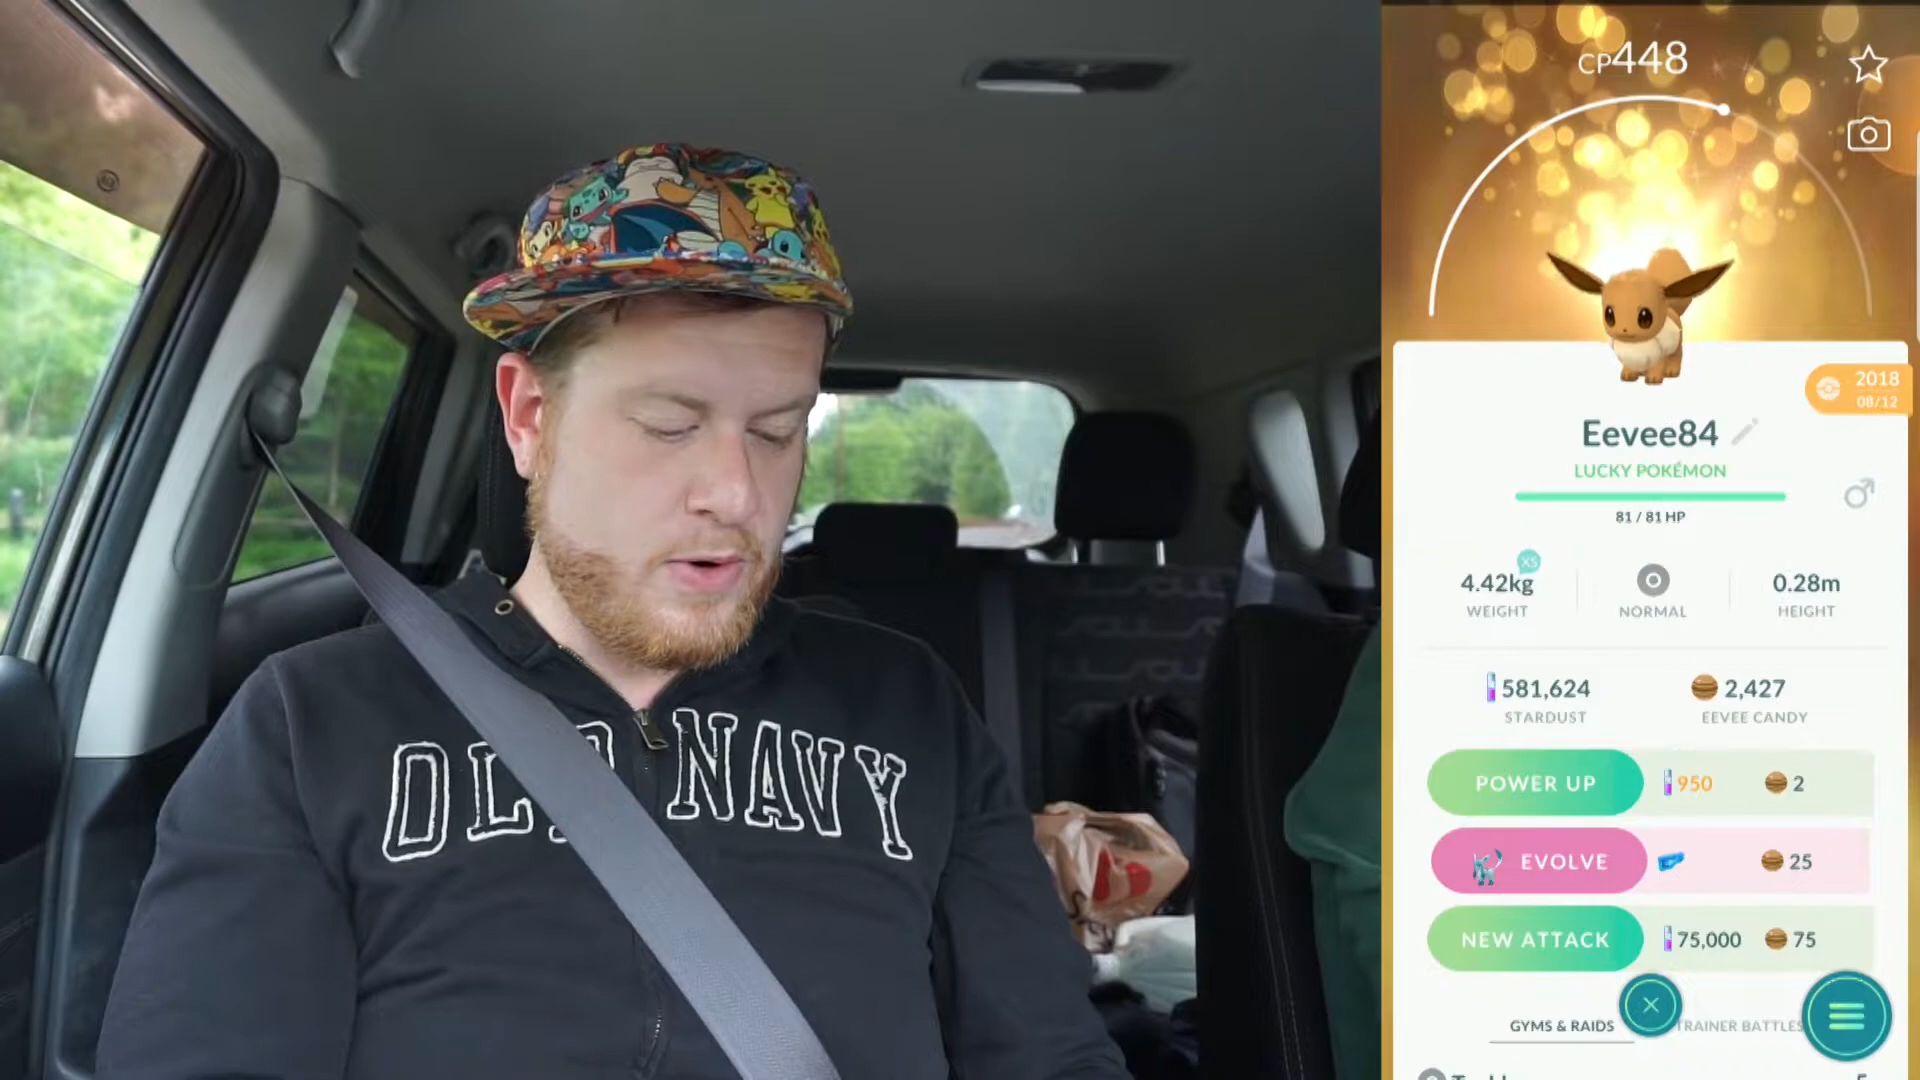 OLD NAVY
CP448
2018
08/12
Eevee84
LUCKY POKÉMON
81 / 81 HP
XS
4.42kg
WEIGHT
NORMAL
0.28m
HEIGHT
581,624
STARDUST
2,427
EEVEE CANDY
POWER UP
950
2
EVOLVE
25
NEW ATTACK
75,000
75
GYMS & RAIDS
TRAINER BATTLES